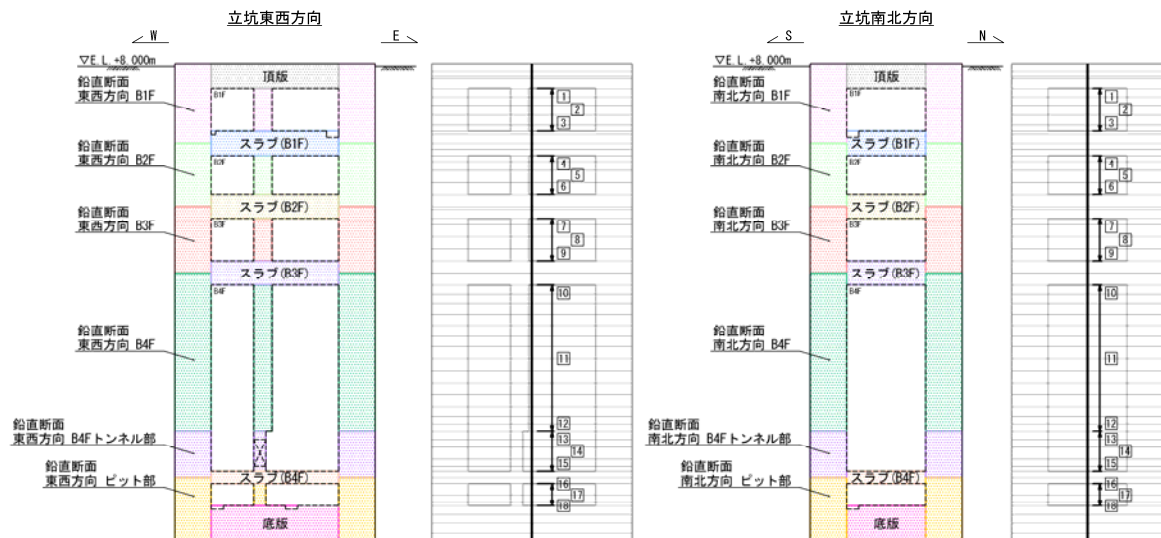 立坑東西方向
W
E
▽E.L.+8,000m
頂版
鉛直断面
東西方向 B1F
B1F
スラブ(B1F)
鉛直断面
東西方向 B2F
B2F
スラブ(B2F)
鉛直断面
東西方向 B3F
B3F
スラブ(B3F)
B4F
鉛直断面
東西方向 B4F
鉛直断面
東西方向 B4Fトンネル部
スラブ(B4F)
鉛直断面
東西方向 ピット部
底版
1
2
3
4
5
6
7
8
9
10
11
12
13
14
15
16
17
18
立坑南北方向
S
N
▽E.L.+8,000m
頂版
鉛直断面
南北方向 B1F
B1F
スラブ(B1F)
鉛直断面
南北方向 B2F
B2F
スラブ(B2F)
鉛直断面
南北方向 B3F
B3F
スラブ(B3F)
B4F
鉛直断面
南北方向 B4F
鉛直断面
南北方向 B4Fトンネル部
スラブ(B4F)
鉛直断面
南北方向 ピット部
底版
1
2
3
4
5
6
7
8
9
10
11
12
13
14
15
16
17
18